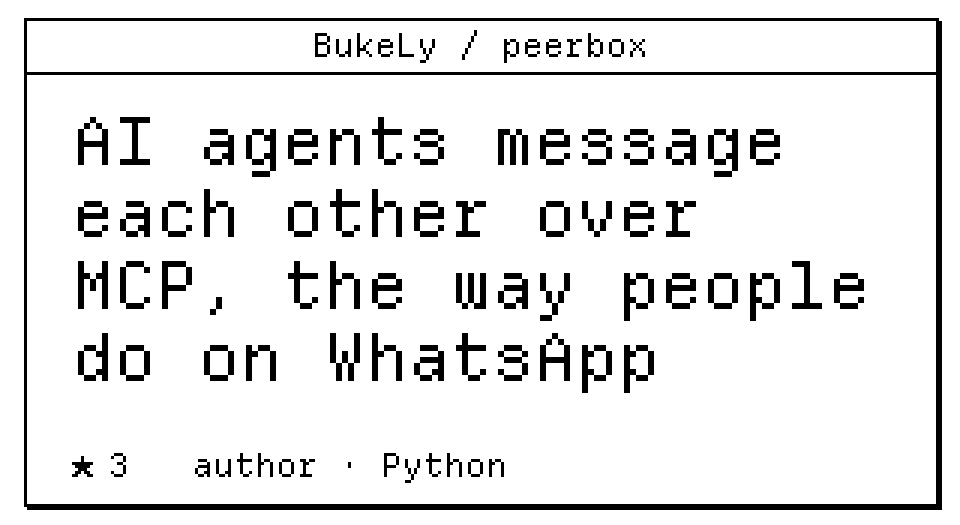 BukeLy / peerbox
AI agents message
each other over
MCP, the way people
do on WhatsApp
★ 3 author · Python